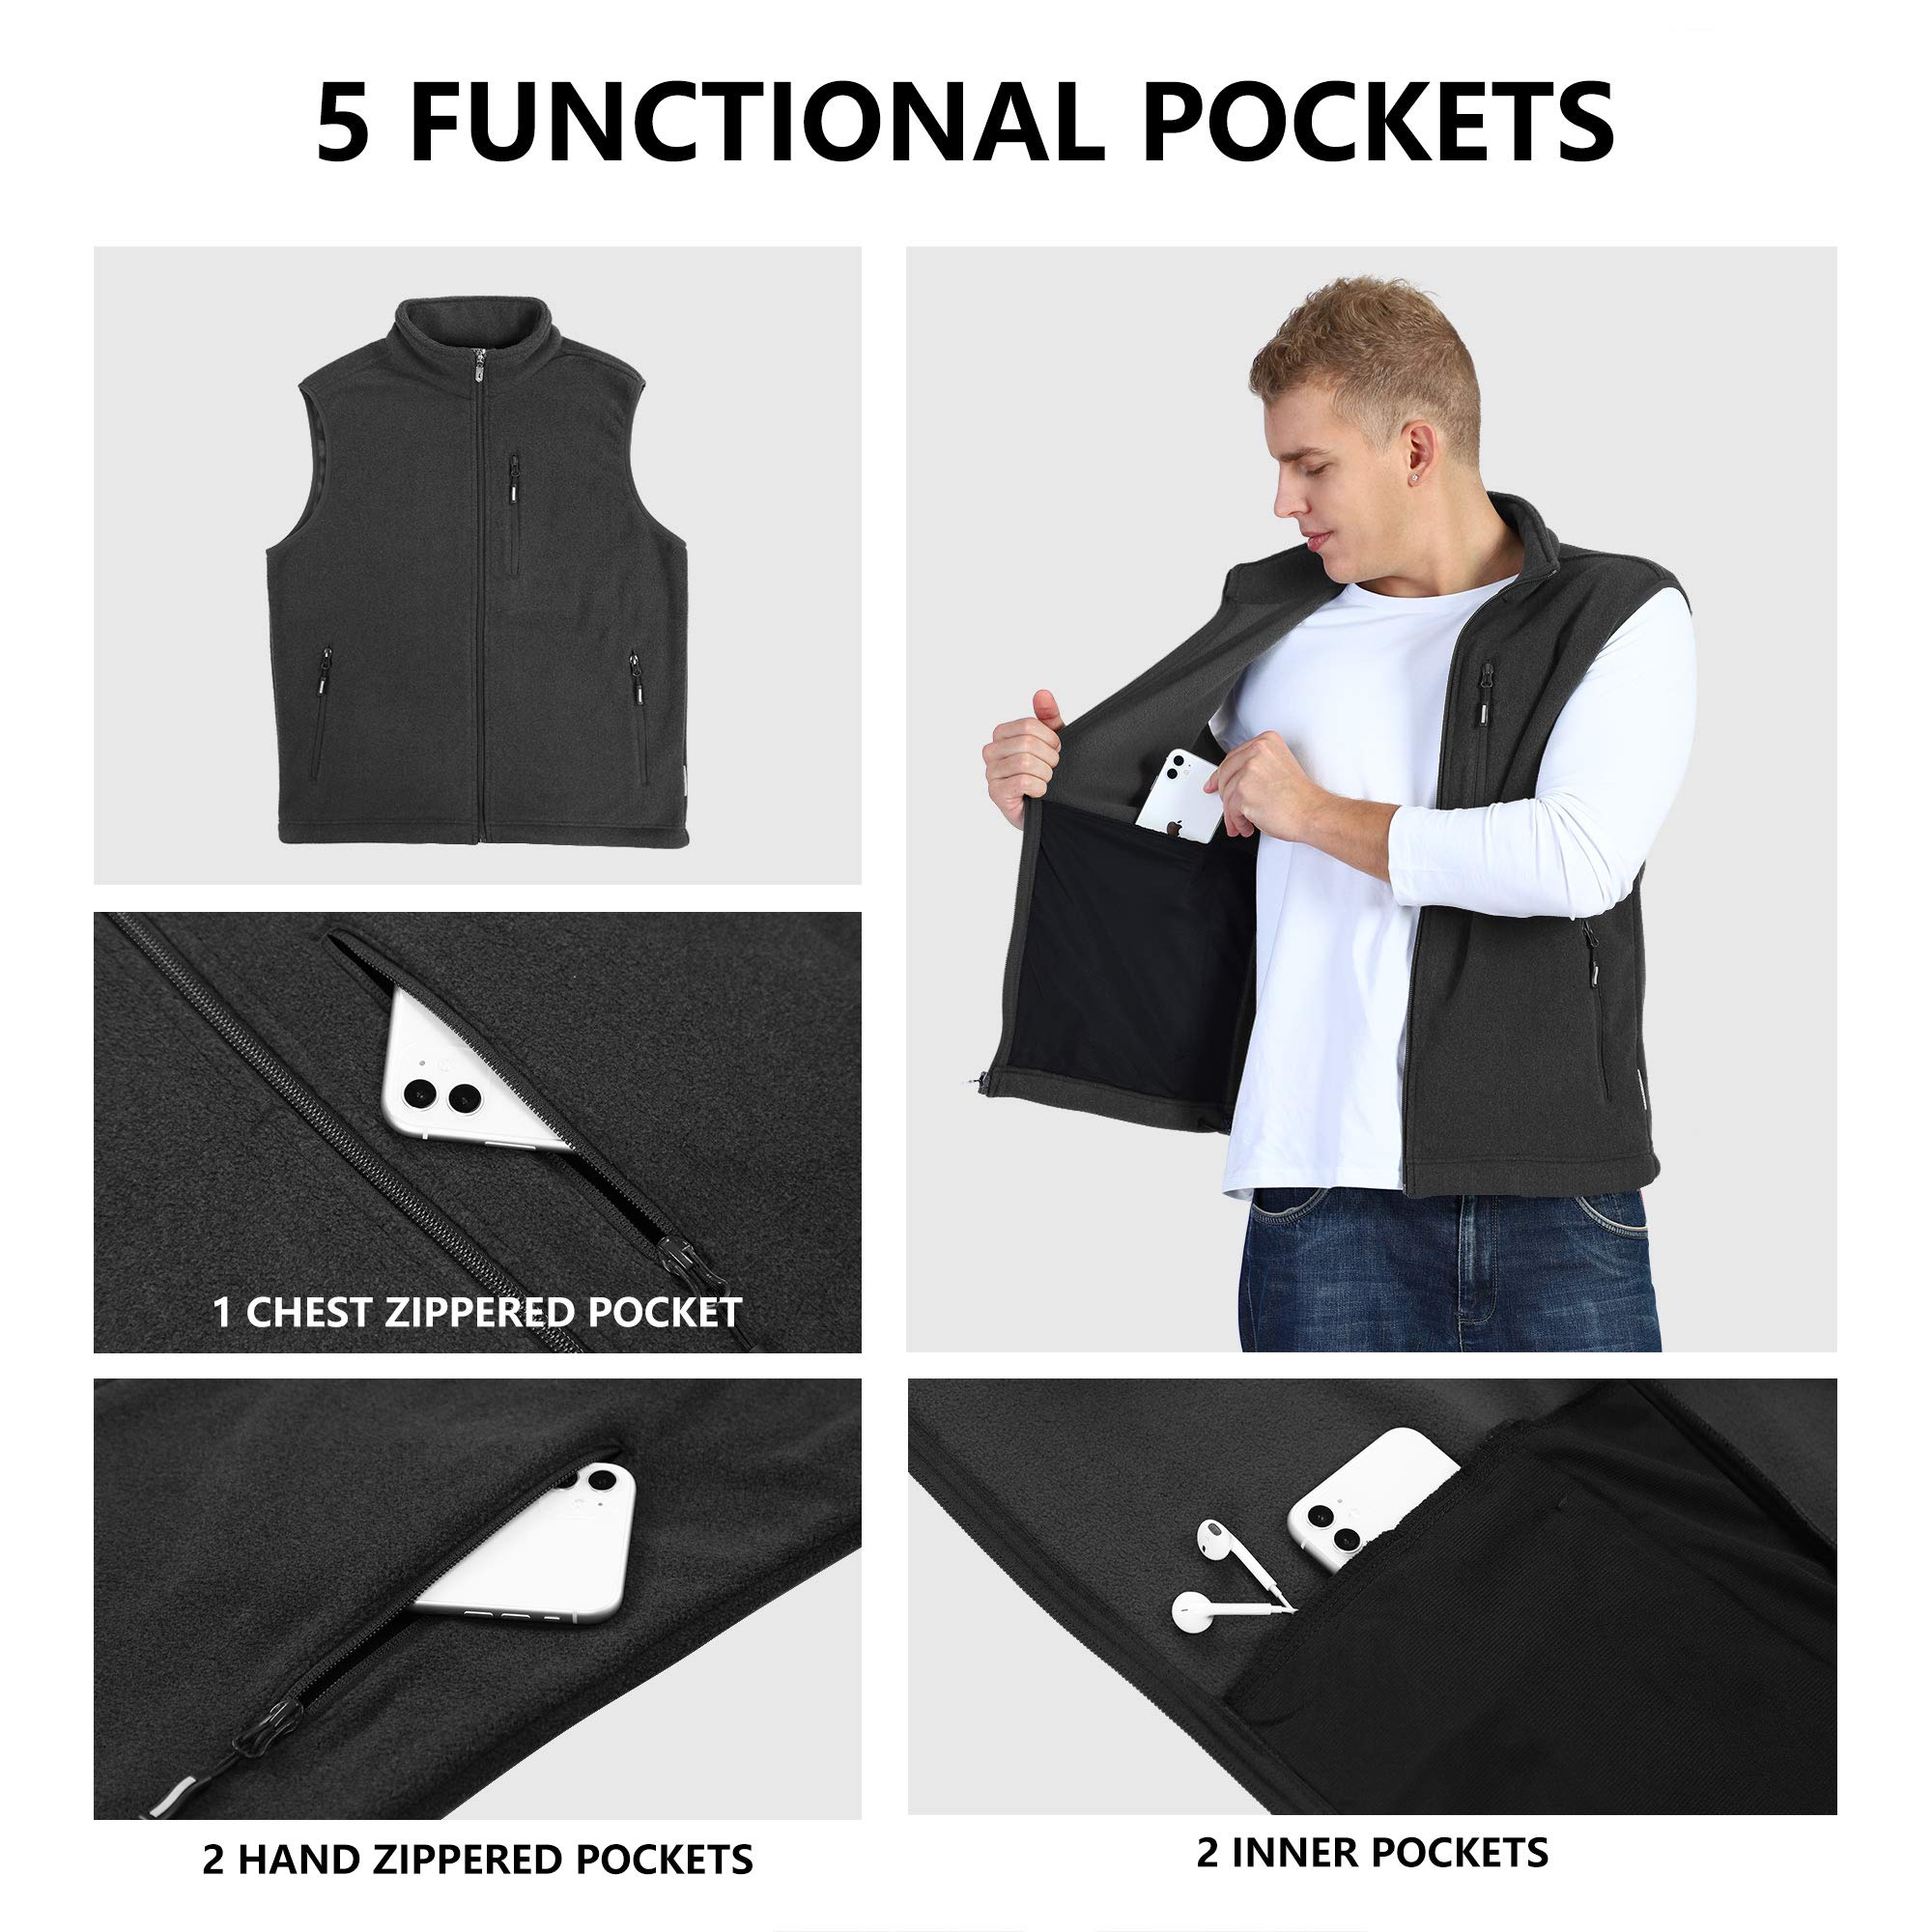 5 FUNCTIONAL POCKETS
1 CHEST ZIPPERED POCKET
2 HAND ZIPPERED POCKETS
2 INNER POCKETS